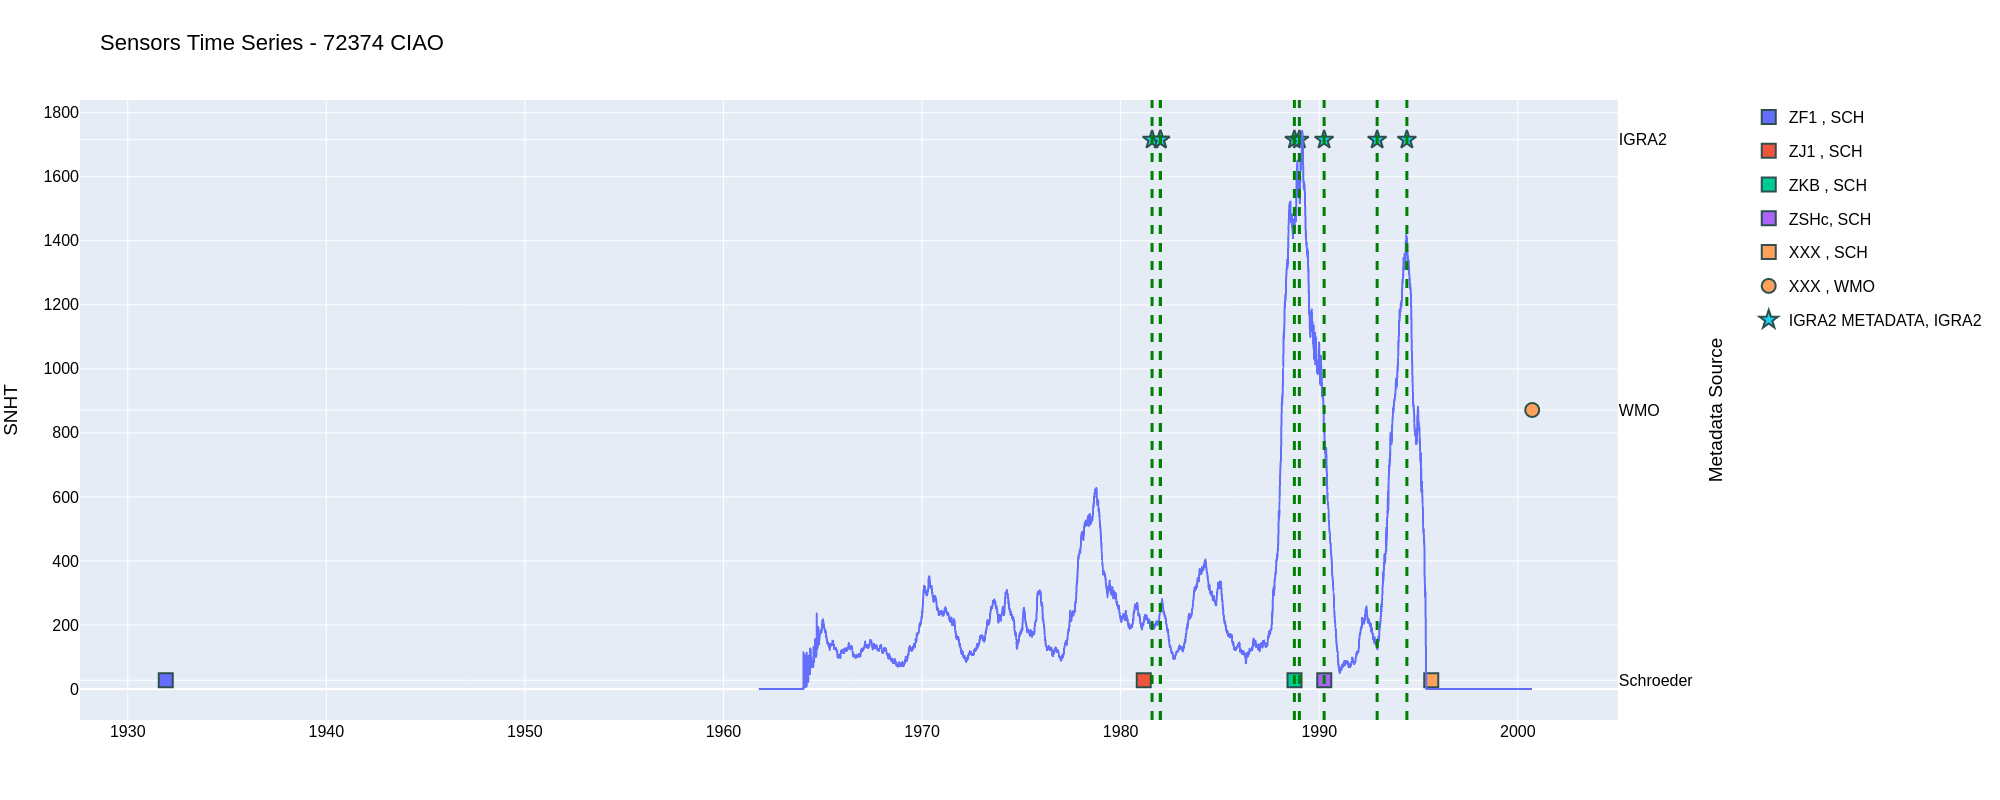 Sensors Time Series - 72374 CIAO
SNHT
1800
1600
1400
1200
1000
800
600
400
200
0
1930
1940
1950
1960
1970
1980
1990
2000
IGRA2
WMO
Schroeder
Metadata Source
ZF1 , SCH
ZJ1 , SCH
ZKB , SCH
ZSHc, SCH
XXX , SCH
XXX , WMO
IGRA2 METADATA, IGRA2